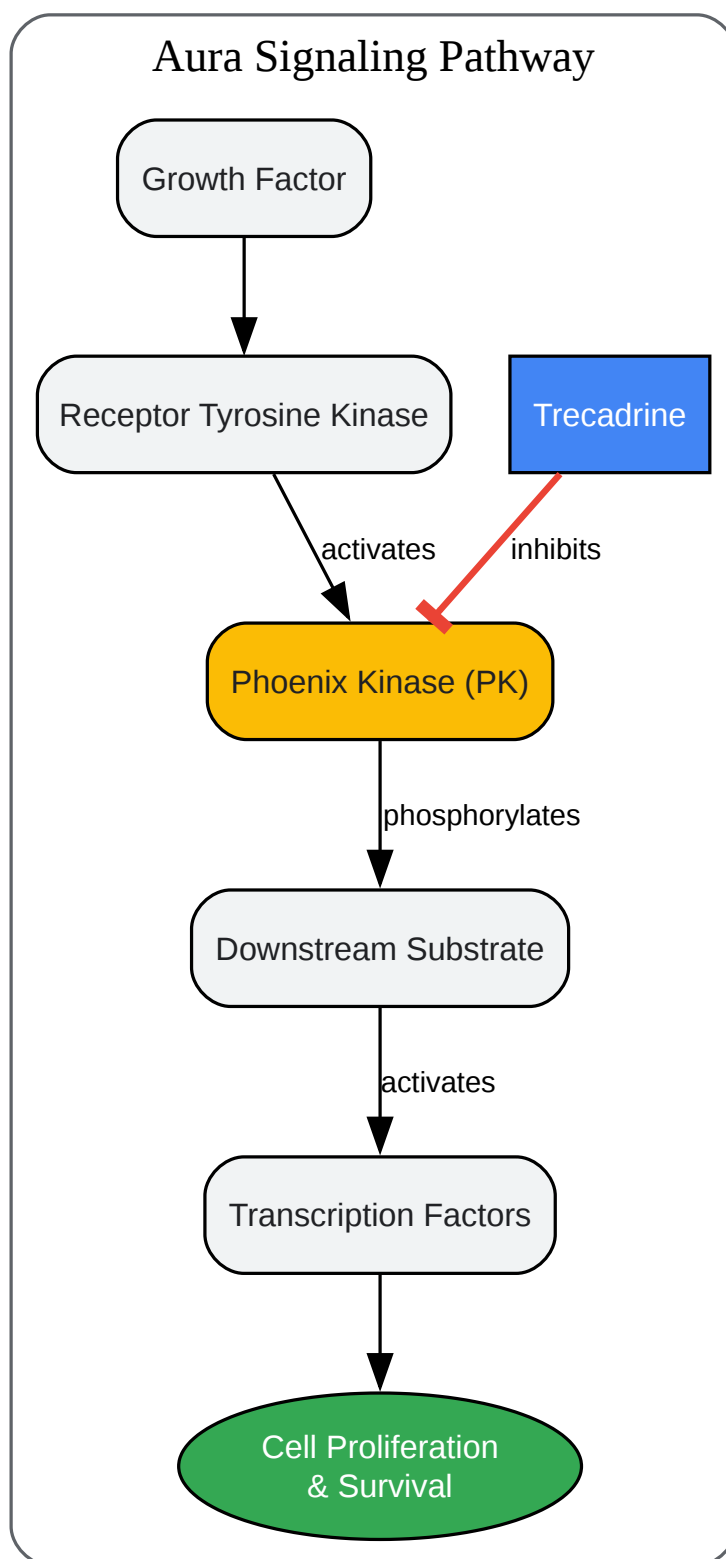 Aura Signaling Pathway
Growth Factor
Receptor Tyrosine Kinase
Trecadrine
activates
inhibits
Phoenix Kinase (PK)
phosphorylates
Downstream Substrate
activates
Transcription Factors
Cell Proliferation
& Survival